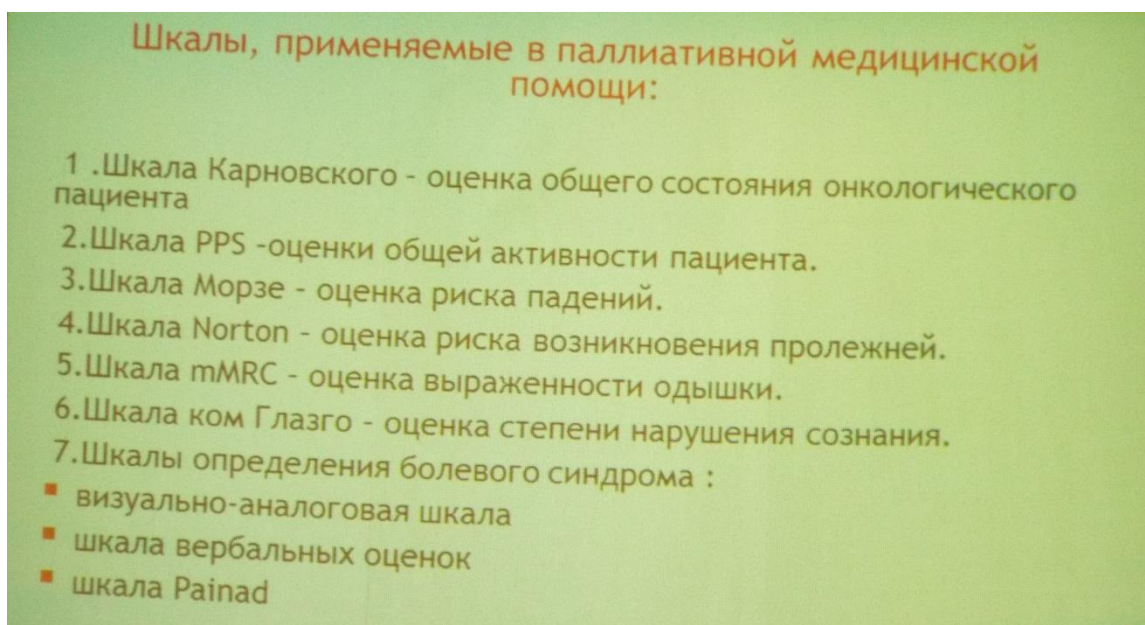 Шкалы, применяемые в паллиативной медицинской
помощи:
1 .Шкала Карновского - оценка общего состояния онкологического
пациента
2.Шкала PPS -оценки общей активности пациента.
3.Шкала Морзе - оценка риска падений.
4.Шкала Norton - оценка риска возникновения пролежней.
5.Шкала mMRC - оценка выраженности одышки.
6.Шкала ком Глазго - оценка степени нарушения сознания.
7.Шкалы определения болевого синдрома :
▪ визуально-аналоговая шкала
▪ шкала вербальных оценок
▪ шкала Painad